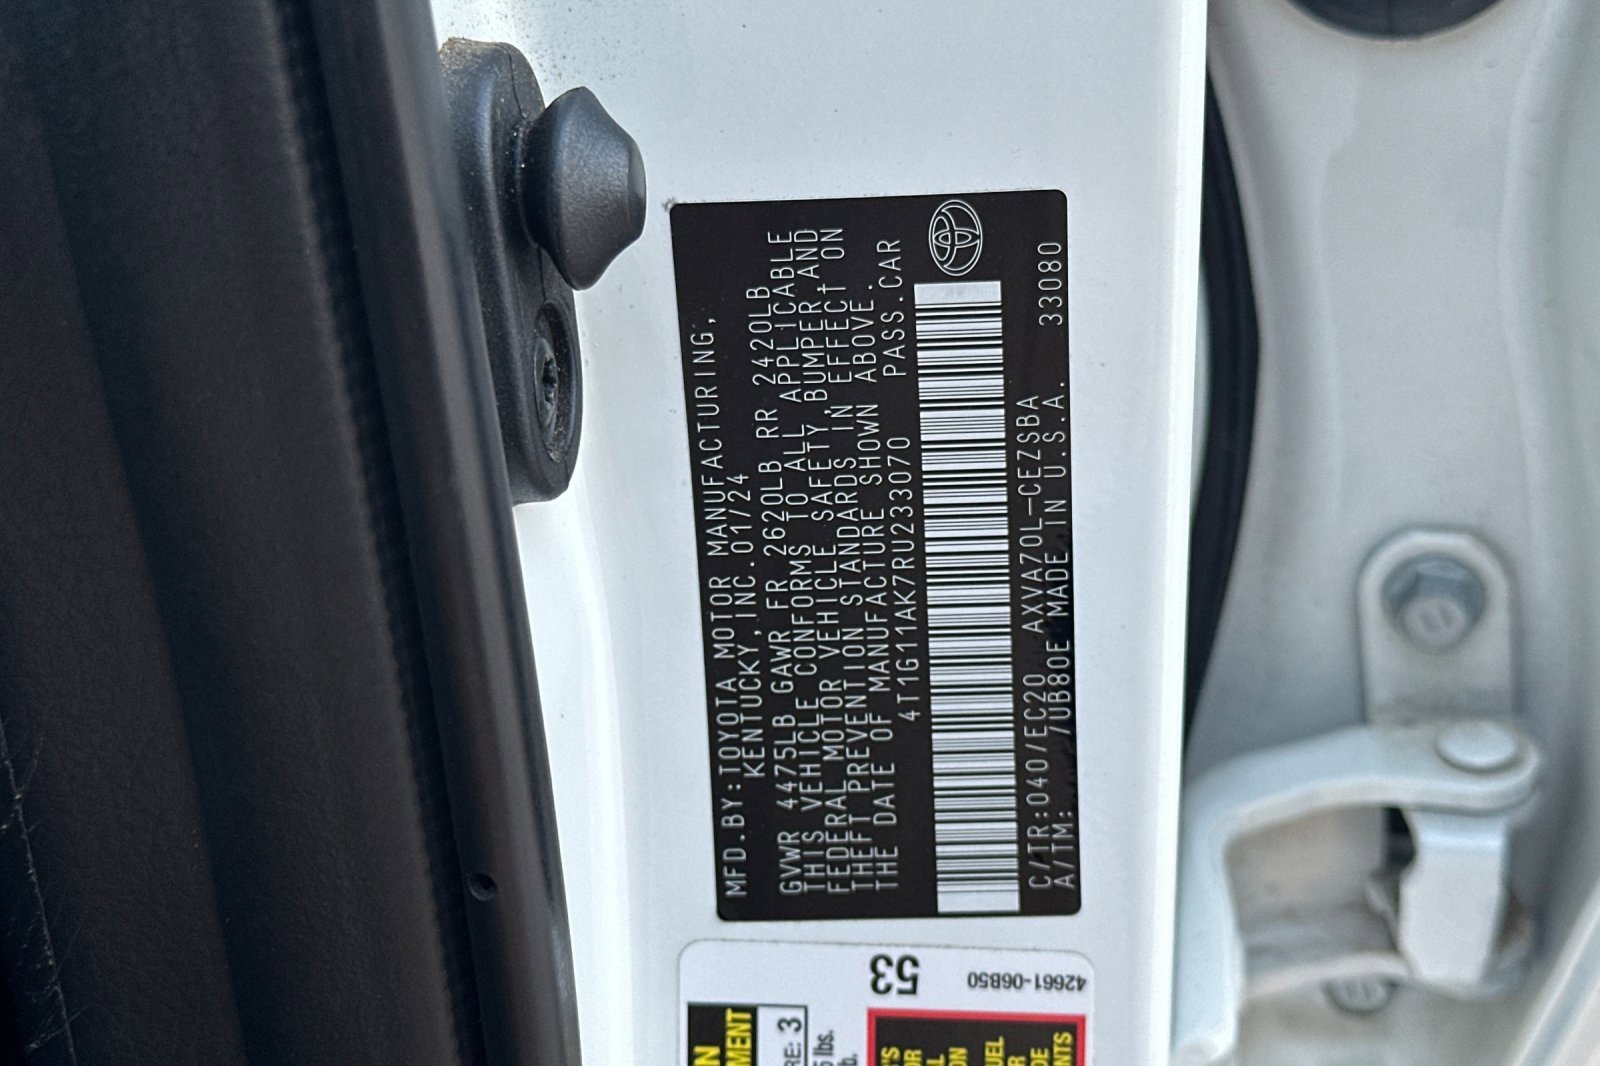 MFD.BY:TOYOTA MOTOR MANUFACTURING,
KENTUCKY,INC.01/24
GVWR 4475LB GAWR FR 2620LB RR 2420LB
THIS VEHICLE CONFORMS TO ALL APPLICABLE
FEDERAL MOTOR VEHICLE SAFETY,BUMPER,AND
THEFT PREVENTION STANDARDS IN EFFECT ON
THE DATE OF MANUFACTURE SHOWN ABOVE.
4T1G11AK7RU233070 PASS.CAR
C/TR:040/EC20 AXVA70L-CEZSBA
A/TM: /UB80E MADE IN U.S.A. 33080
42661-06B50
53
3
lbs.